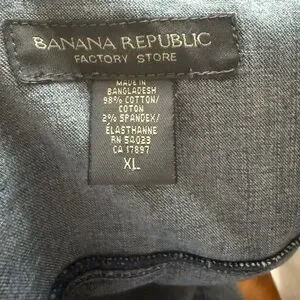 BANANA REPUBLIC
FACTORY STORE
MADE IN
BANGLADESH
98% COTTON/
COTON
2% SPANDEX/
ÉLASTHANNE
RN 54023
CA 17897
XL